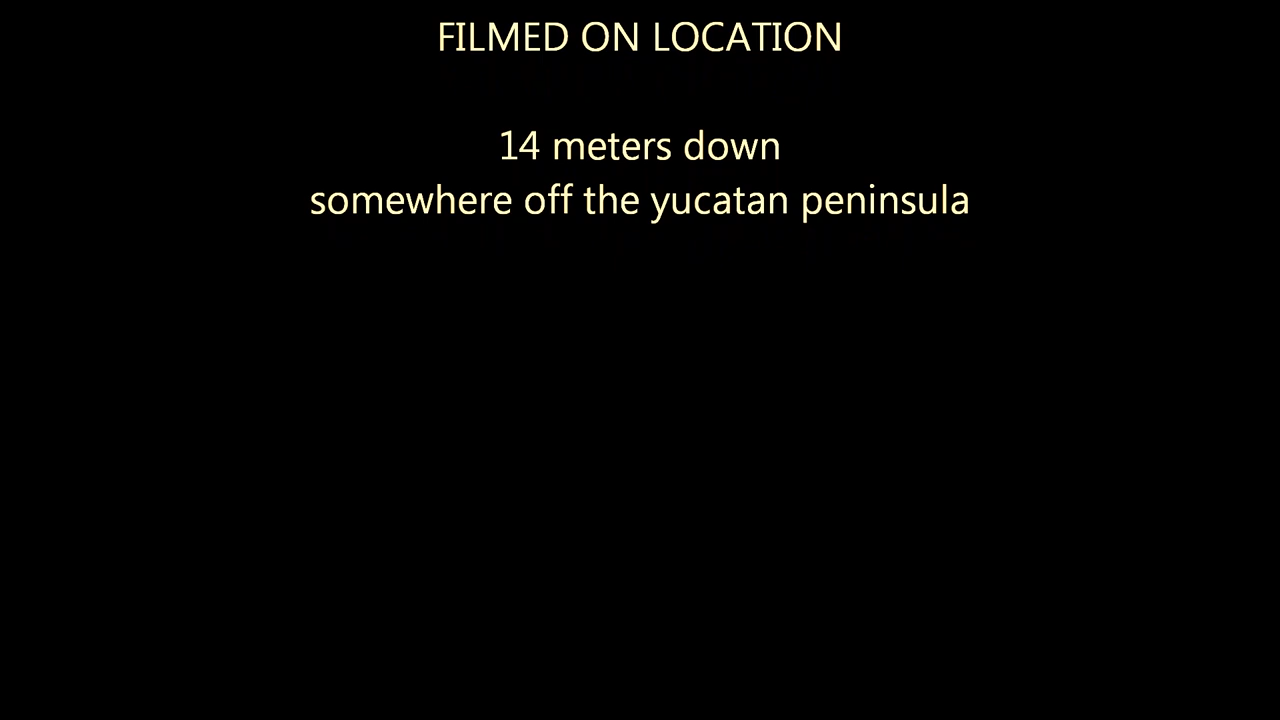 FILMED ON LOCATION
14 meters down
somewhere off the yucatan peninsula